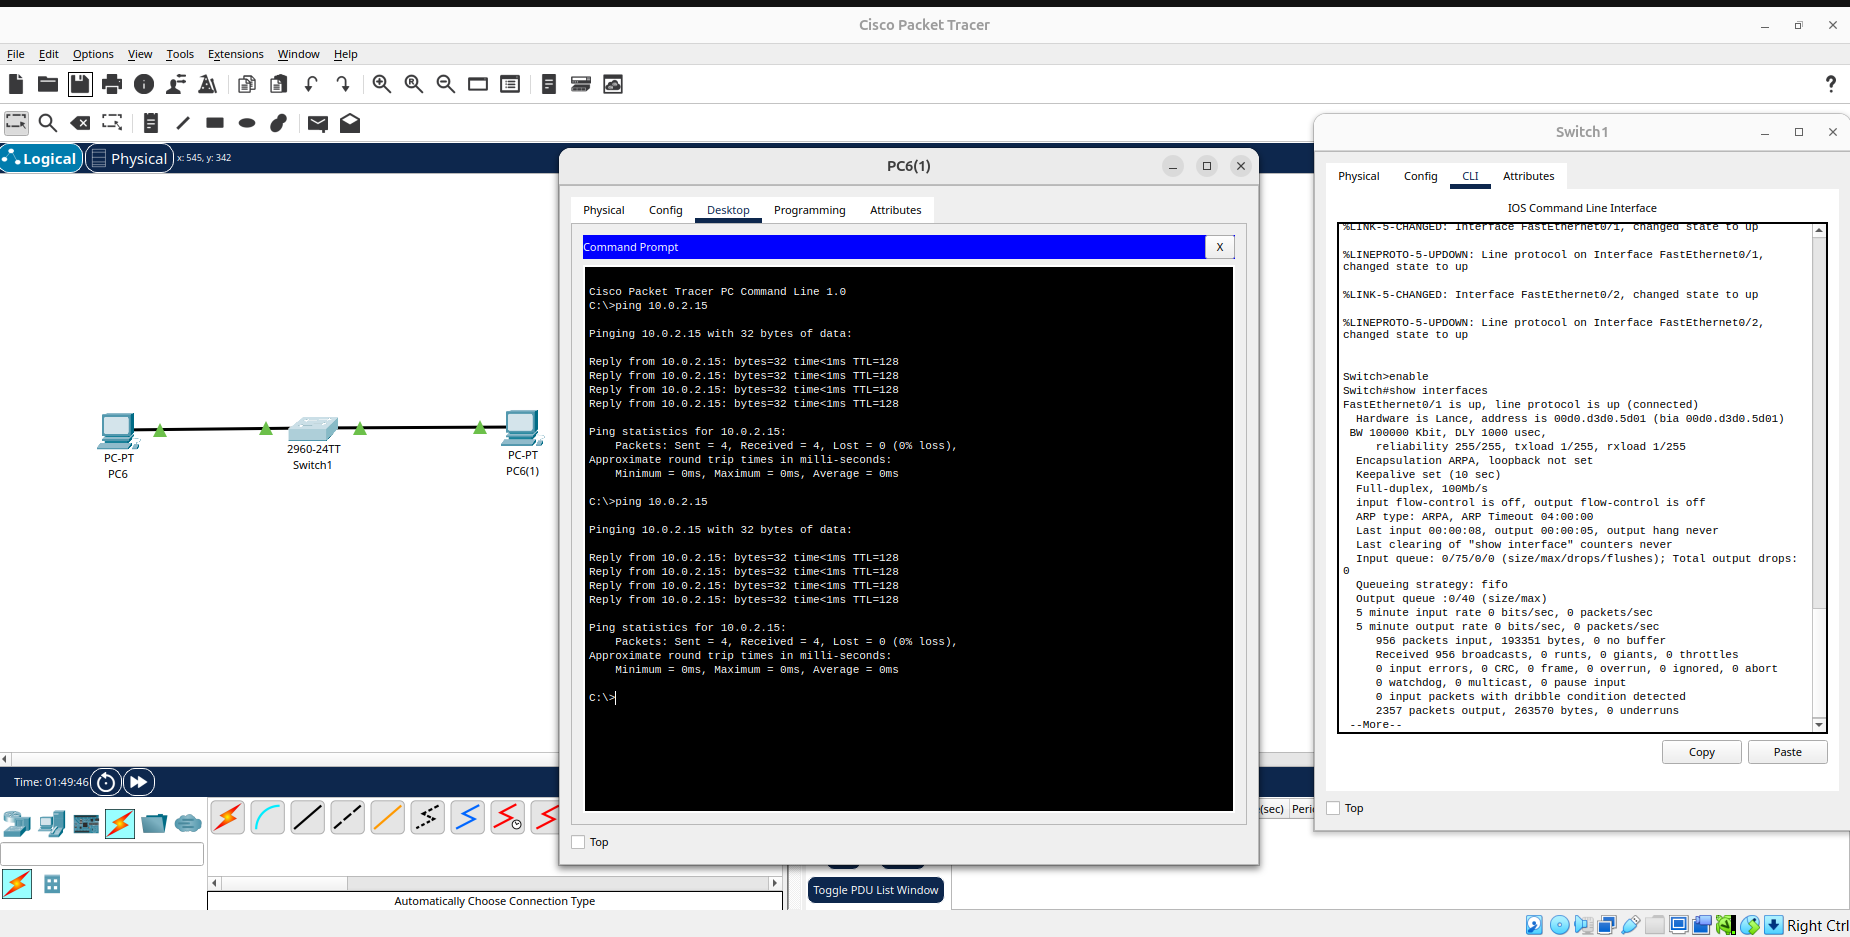 Cisco Packet Tracer
File Edit Options View Tools Extensions Window Help
Logical Physical x: 545, y: 342
PC-PT
PC6
2960-24TT
Switch1
PC-PT
PC6(1)
PC6(1)
Physical Config Desktop Programming Attributes
Command Prompt X
Cisco Packet Tracer PC Command Line 1.0
C:\>ping 10.0.2.15
Pinging 10.0.2.15 with 32 bytes of data:
Reply from 10.0.2.15: bytes=32 time<1ms TTL=128
Reply from 10.0.2.15: bytes=32 time<1ms TTL=128
Reply from 10.0.2.15: bytes=32 time<1ms TTL=128
Reply from 10.0.2.15: bytes=32 time<1ms TTL=128
Ping statistics for 10.0.2.15:
Packets: Sent = 4, Received = 4, Lost = 0 (0% loss),
Approximate round trip times in milli-seconds:
Minimum = 0ms, Maximum = 0ms, Average = 0ms
C:\>ping 10.0.2.15
Pinging 10.0.2.15 with 32 bytes of data:
Reply from 10.0.2.15: bytes=32 time<1ms TTL=128
Reply from 10.0.2.15: bytes=32 time<1ms TTL=128
Reply from 10.0.2.15: bytes=32 time<1ms TTL=128
Reply from 10.0.2.15: bytes=32 time<1ms TTL=128
Ping statistics for 10.0.2.15:
Packets: Sent = 4, Received = 4, Lost = 0 (0% loss),
Approximate round trip times in milli-seconds:
Minimum = 0ms, Maximum = 0ms, Average = 0ms
C:\>
Top
Switch1
Physical Config CLI Attributes
IOS Command Line Interface
%LINK-5-CHANGED: Interface FastEthernet0/1, changed state to up
%LINEPROTO-5-UPDOWN: Line protocol on Interface FastEthernet0/1,
changed state to up
%LINK-5-CHANGED: Interface FastEthernet0/2, changed state to up
%LINEPROTO-5-UPDOWN: Line protocol on Interface FastEthernet0/2,
changed state to up
Switch>enable
Switch#show interfaces
FastEthernet0/1 is up, line protocol is up (connected)
Hardware is Lance, address is 00d0.d3d0.5d01 (bia 00d0.d3d0.5d01)
BW 100000 Kbit, DLY 1000 usec,
reliability 255/255, txload 1/255, rxload 1/255
Encapsulation ARPA, loopback not set
Keepalive set (10 sec)
Full-duplex, 100Mb/s
input flow-control is off, output flow-control is off
ARP type: ARPA, ARP Timeout 04:00:00
Last input 00:00:08, output 00:00:05, output hang never
Last clearing of "show interface" counters never
Input queue: 0/75/0/0 (size/max/drops/flushes); Total output drops:
0
Queueing strategy: fifo
Output queue :0/40 (size/max)
5 minute input rate 0 bits/sec, 0 packets/sec
5 minute output rate 0 bits/sec, 0 packets/sec
956 packets input, 193351 bytes, 0 no buffer
Received 956 broadcasts, 0 runts, 0 giants, 0 throttles
0 input errors, 0 CRC, 0 frame, 0 overrun, 0 ignored, 0 abort
0 watchdog, 0 multicast, 0 pause input
0 input packets with dribble condition detected
2357 packets output, 263570 bytes, 0 underruns
--More--
Copy Paste
Top
Time: 01:49:46
(sec)
Automatically Choose Connection Type
Toggle PDU List Window
Right Ctrl